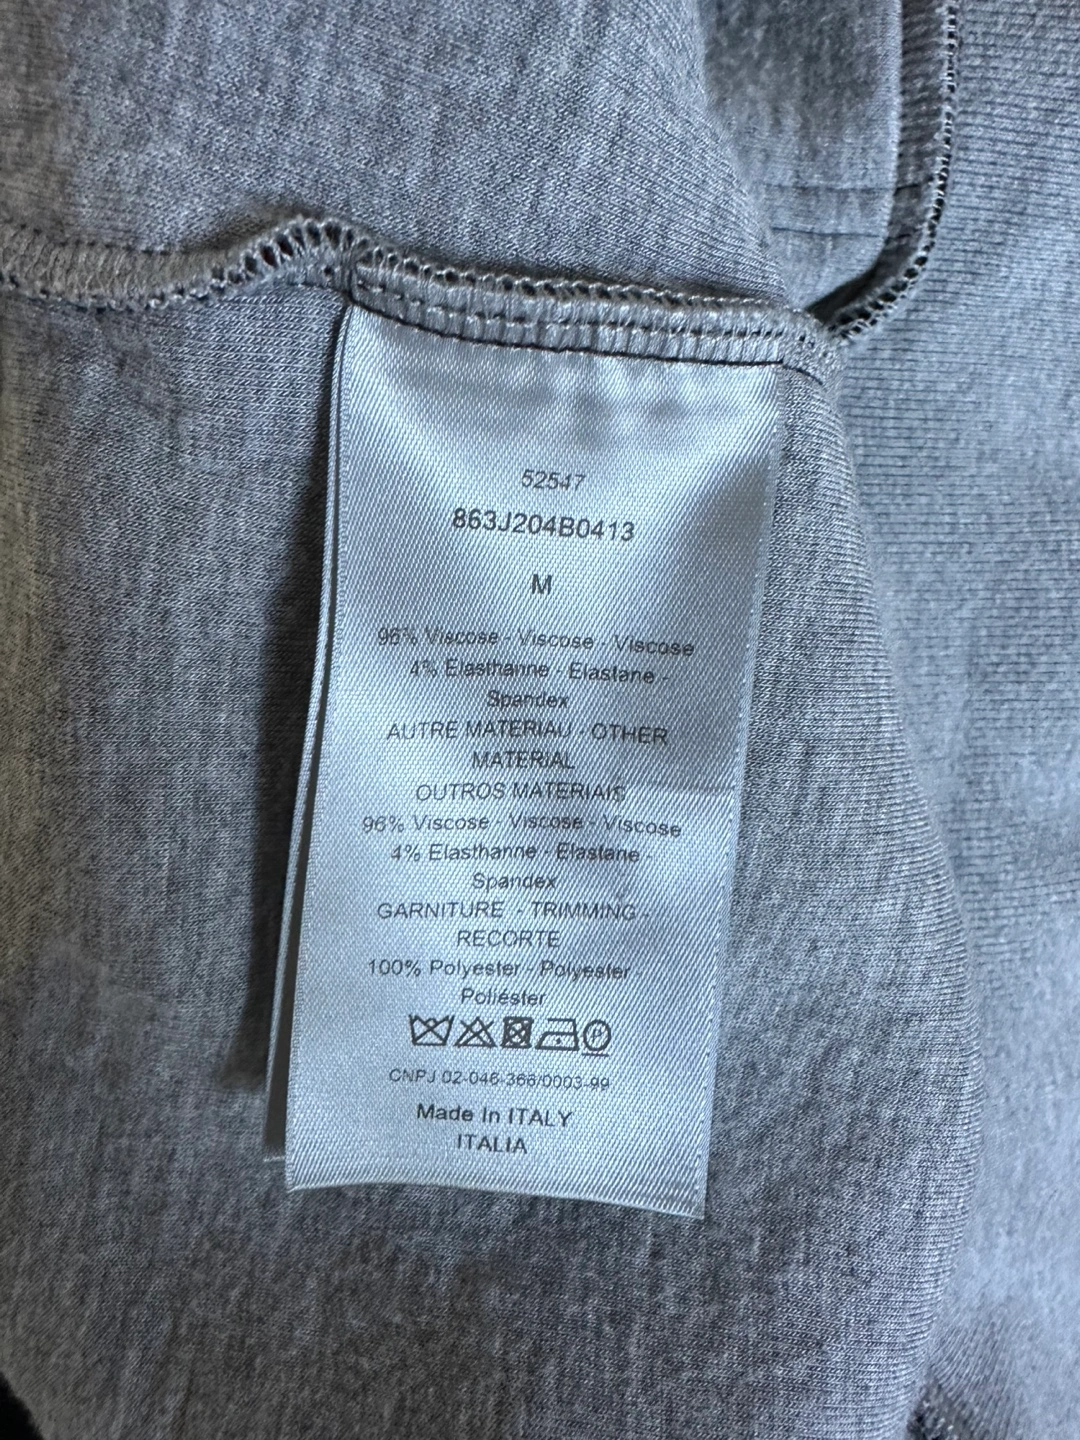 52547
863J204B0413
M
96% Viscose - Viscose - Viscose
4% Elasthanne - Elastane -
Spandex
AUTRE MATERIAU - OTHER
MATERIAL
OUTROS MATERIAIS
96% Viscose - Viscose - Viscose
4% Elasthanne - Elastane -
Spandex
GARNITURE - TRIMMING -
RECORTE
100% Polyester - Polyester -
Poliéster
P
CNPJ 02-046-366/0003-99
Made In ITALY
ITALIA